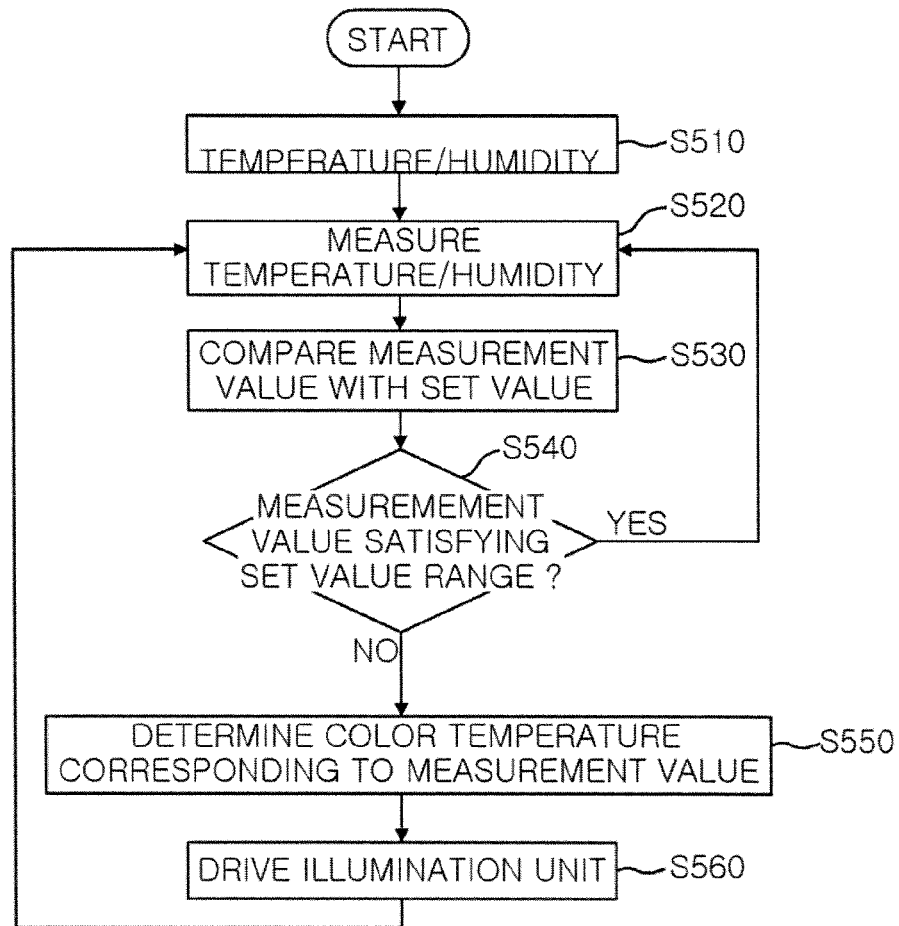 START
TEMPERATURE/HUMIDITY
S510
S520
MEASURE
TEMPERATURE/HUMIDITY
COMPARE MEASUREMENT
VALUE WITH SET VALUE
S530
S540
MEASUREMEMENT
VALUE SATISFYING
SET VALUE RANGE ?
YES
NO
DETERMINE COLOR TEMPERATURE
CORRESPONDING TO MEASUREMENT VALUE
S550
DRIVE ILLUMINATION UNIT
S560